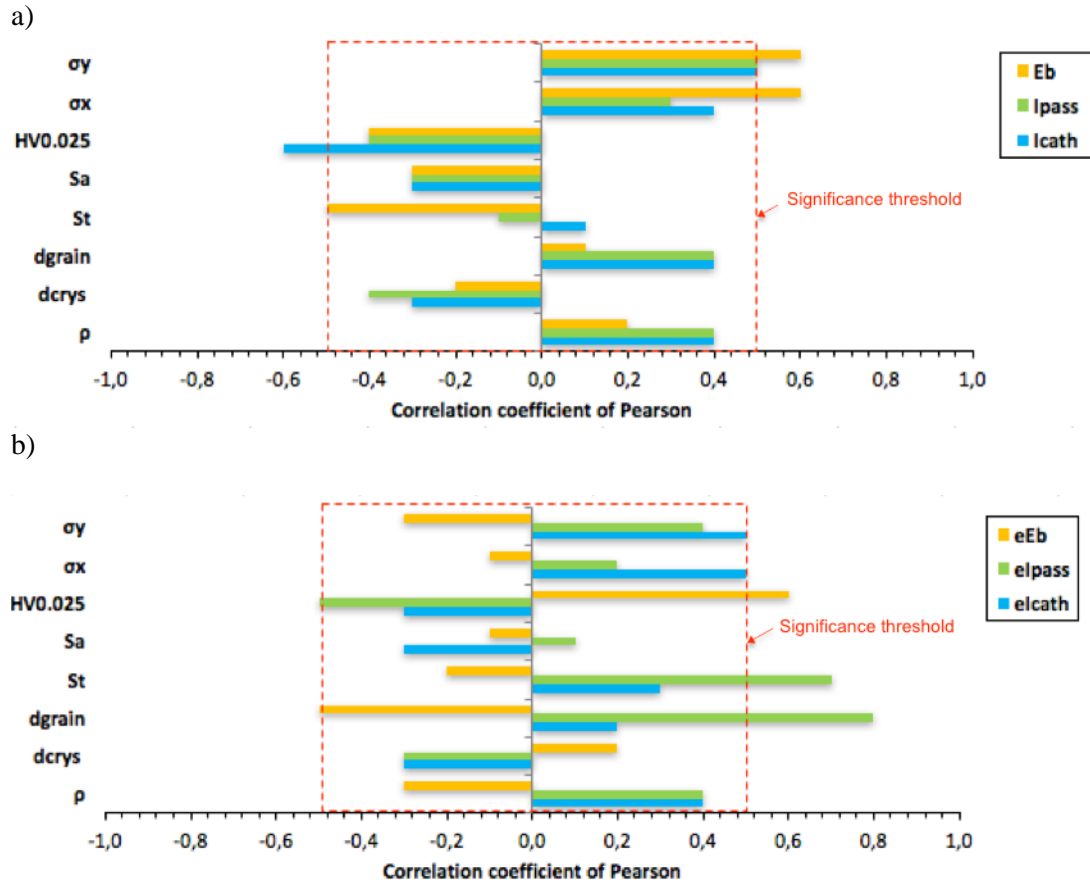 a)
σy
σx
HV0.025
Sa
St
dgrain
dcrys
ρ
Eb
Ipass
Icath
Significance threshold
-1,0 -0,8 -0,6 -0,4 -0,2 0,0 0,2 0,4 0,6 0,8 1,0
Correlation coefficient of Pearson
b)
σy
σx
HV0.025
Sa
St
dgrain
dcrys
ρ
eEb
eIpass
eIcath
Significance threshold
-1,0 -0,8 -0,6 -0,4 -0,2 0,0 0,2 0,4 0,6 0,8 1,0
Correlation coefficient of Pearson